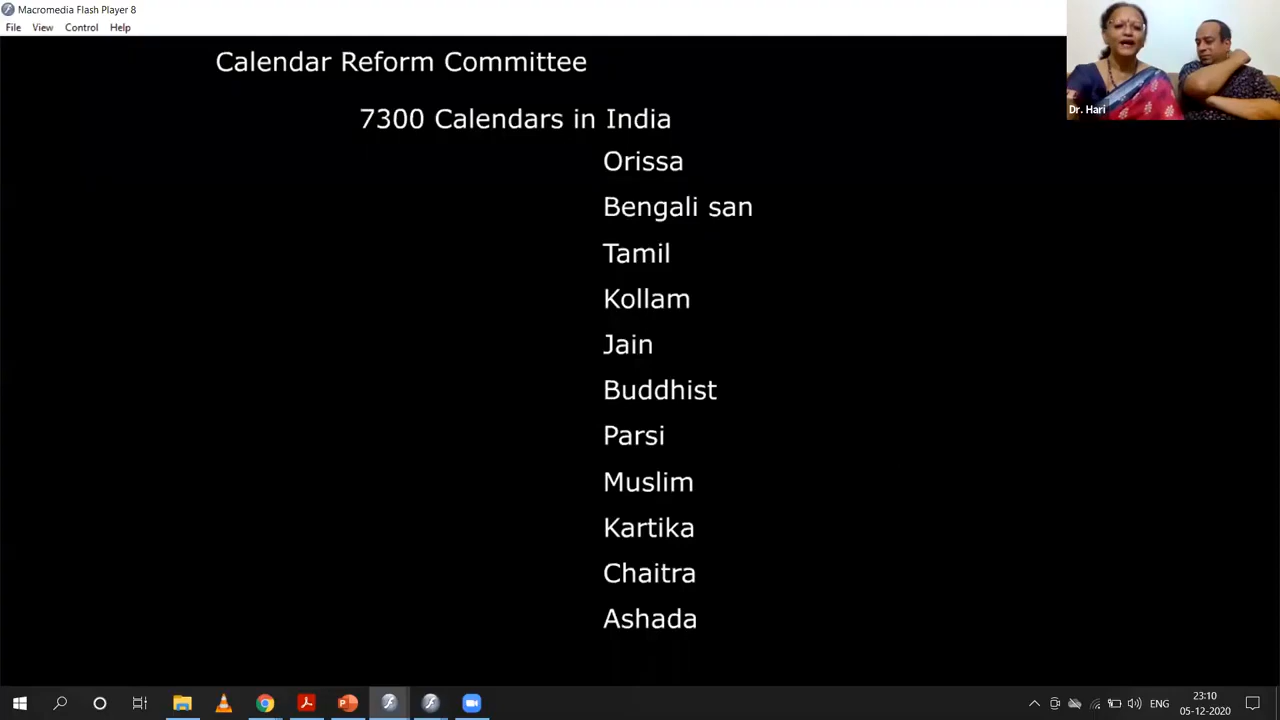 Macromedia Flash Player 8
File View Control Help
Calendar Reform Committee
7300 Calendars in India
Orissa
Bengali san
Tamil
Kollam
Jain
Buddhist
Parsi
Muslim
Kartika
Chaitra
Ashada
Dr. Hari
ENG
23:10
05-12-2020